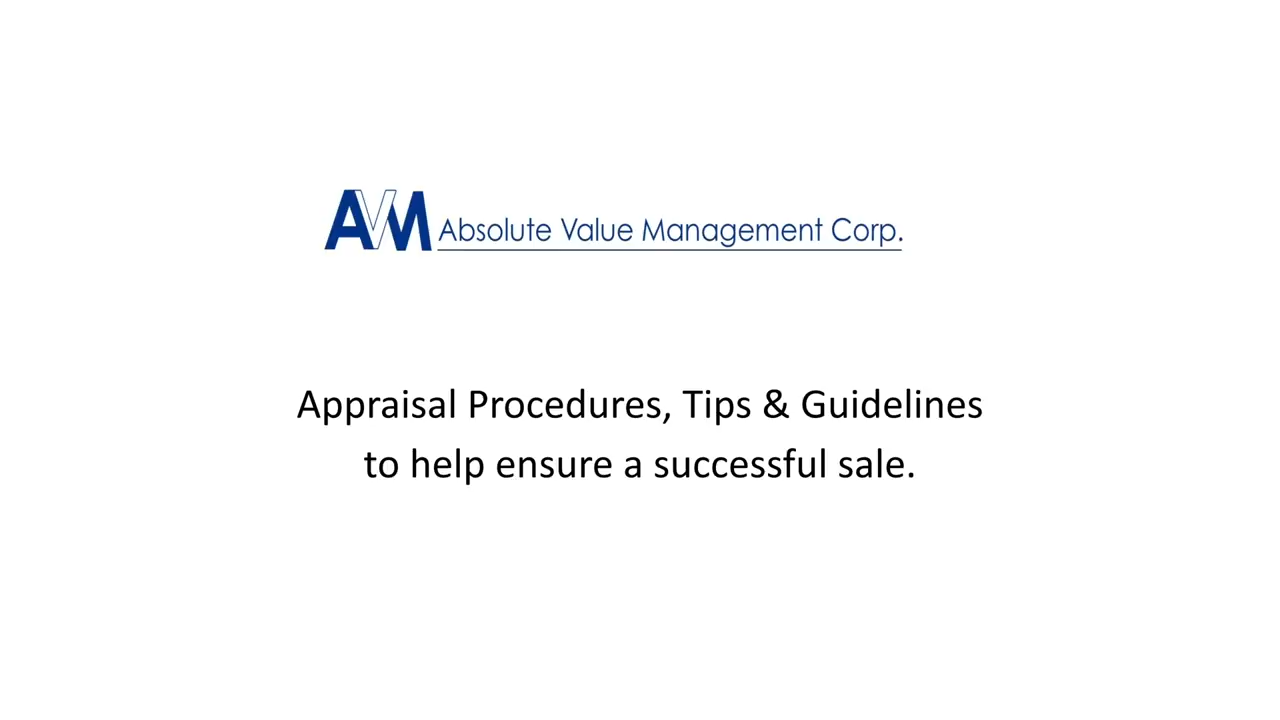 AVM Absolute Value Management Corp.
Appraisal Procedures, Tips & Guidelines
to help ensure a successful sale.